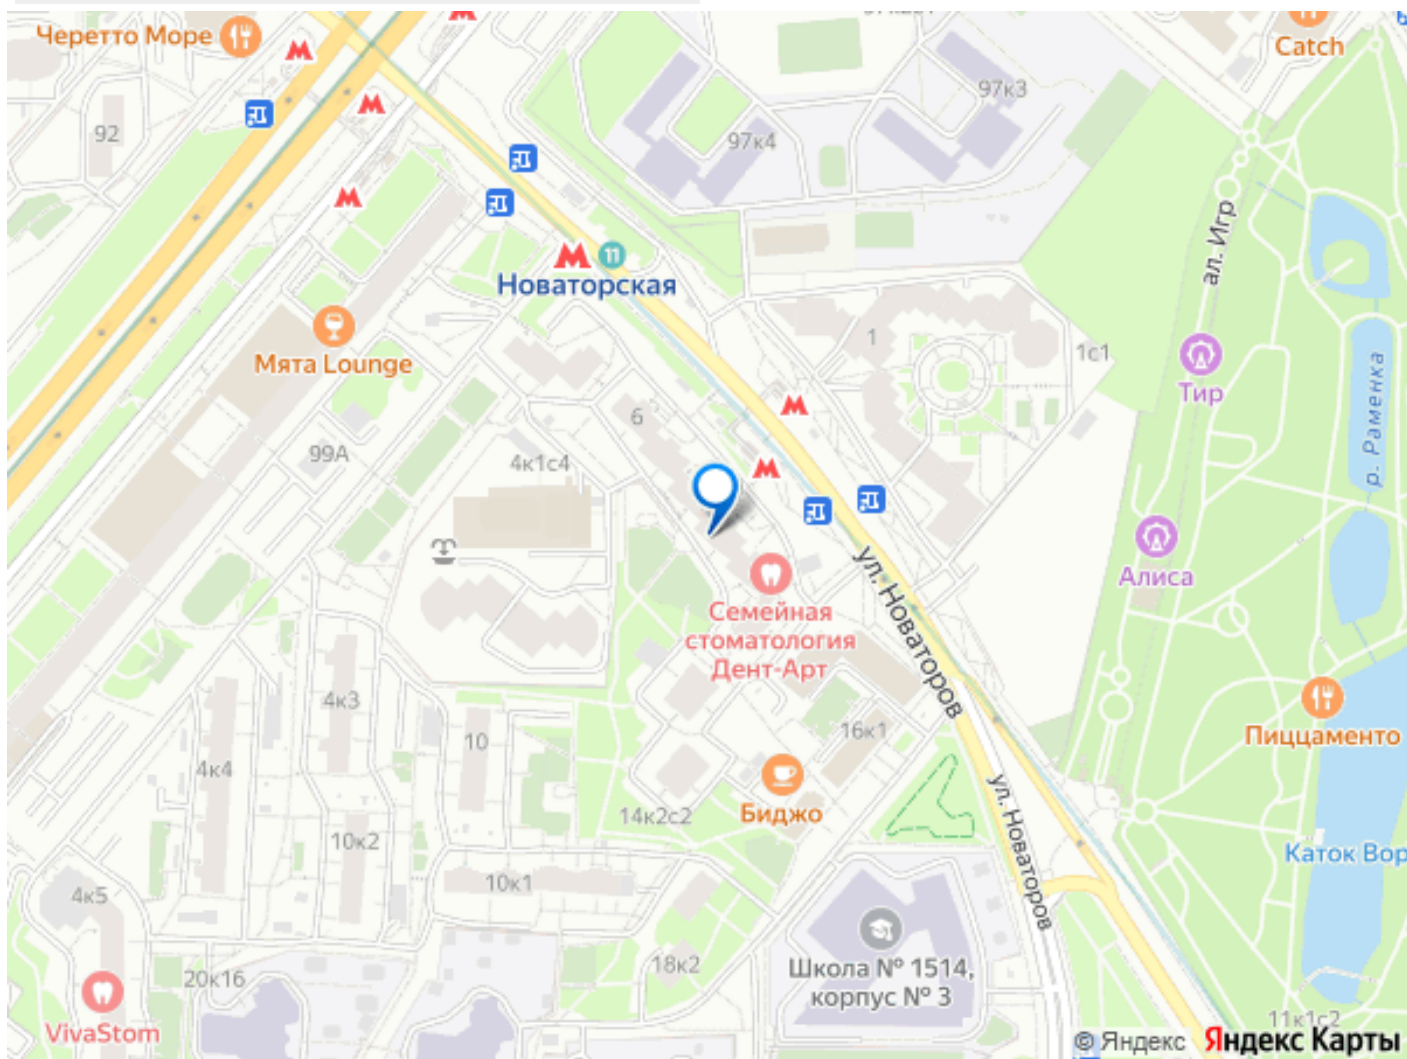 Черетто Море
Catch
92
97к3
97к4
ал. Игр
11
Новаторская
1
1с1
Мята Lounge
Тир
р. Раменка
6
99А
4к1с4
ул. Новаторов
Алиса
Семейная
стоматология
Дент-Арт
4к3
16к1
Пиццаменто
10
4к4
ул. Новаторов
Биджо
14к2с2
10к2
Каток Вор
10к1
4к5
18к2
20к16
Школа № 1514,
корпус № 3
VivaStom
11к1с2
© Яндекс Яндекс Карты